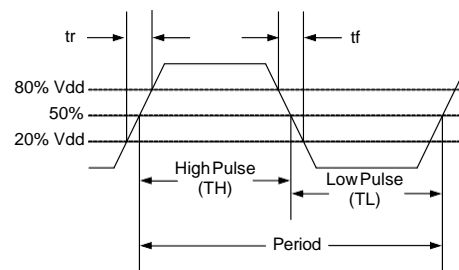 tr
tf
80% Vdd
50%
20% Vdd
High Pulse
(TH)
Low Pulse
(TL)
Period